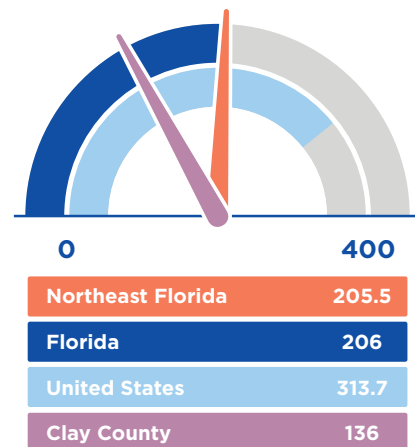 0 400
Northeast Florida 205.5
Florida 206
United States 313.7
Clay County 136